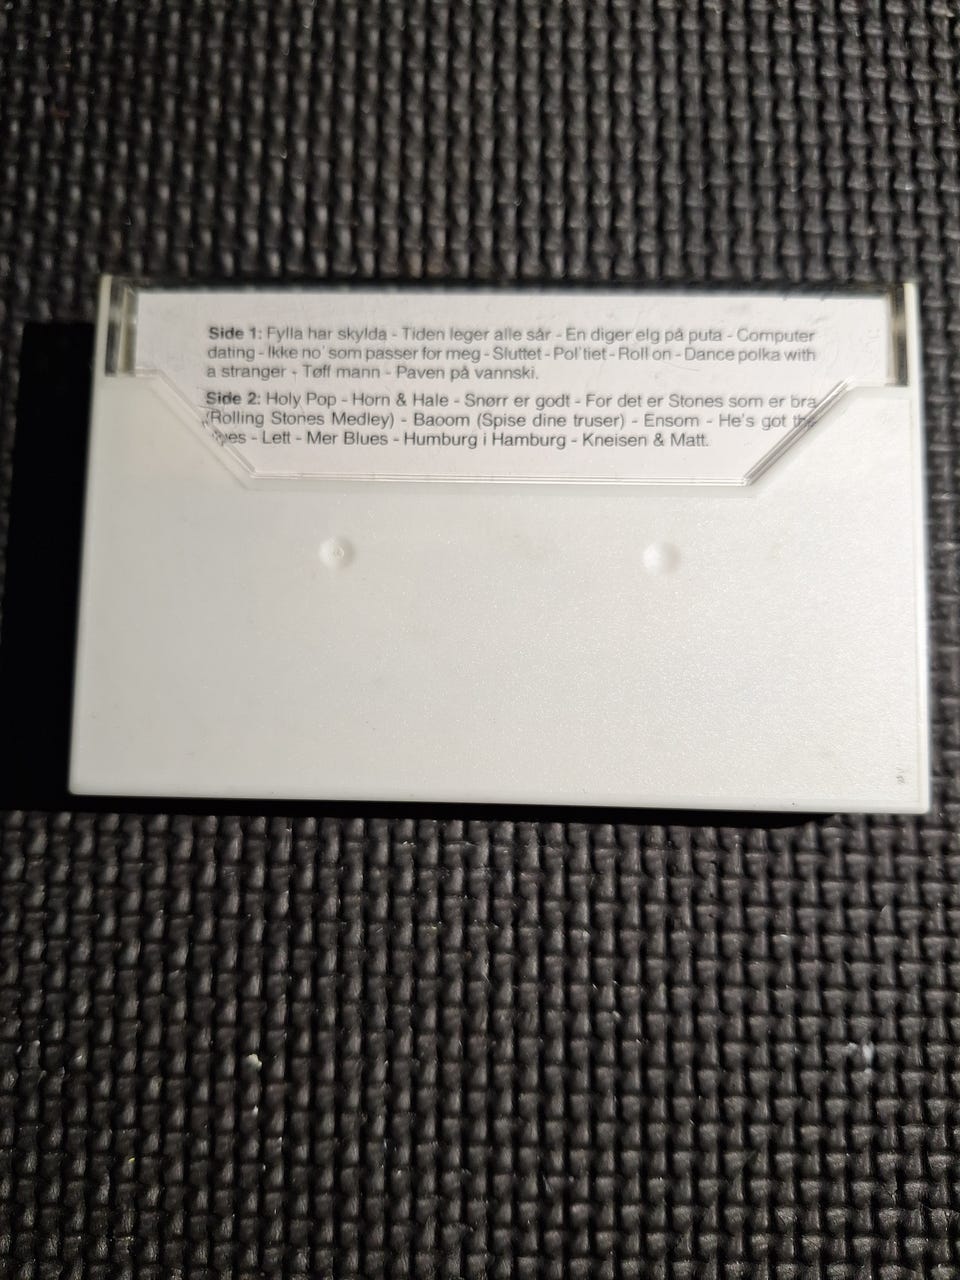 Side 1: Fylla har skylda - Tiden leger alle sår - En diger elg på puta - Computer
dating - Ikke no' som passer for meg - Sluttet - Pol'tiet - Roll on - Dance polka with
a stranger - Tøff mann - Paven på vannski.
Side 2: Holy Pop - Horn & Hale - Snørr er godt - For det er Stones som er bra
(Rolling Stones Medley) - Baoom (Spise dine truser) - Ensom - He's got the
- Lett - Mer Blues - Humburg i Hamburg - Kneisen & Matt.